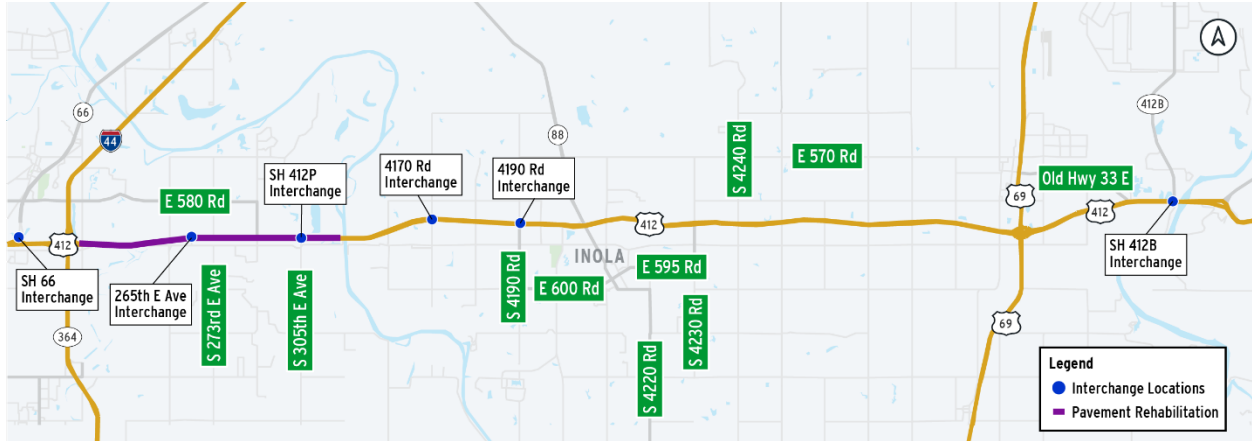 66
44
88
412B
SH 412P
Interchange
4170 Rd
Interchange
4190 Rd
Interchange
S 4240 Rd
E 570 Rd
E 580 Rd
69
Old Hwy 33 E
412
412
412
INOLA
SH 66
Interchange
265th E Ave
Interchange
S 273rd E Ave
S 305th E Ave
S 4190 Rd
E 600 Rd
E 595 Rd
S 4230 Rd
S 4220 Rd
SH 412B
Interchange
364
69
Legend
Interchange Locations
Pavement Rehabilitation